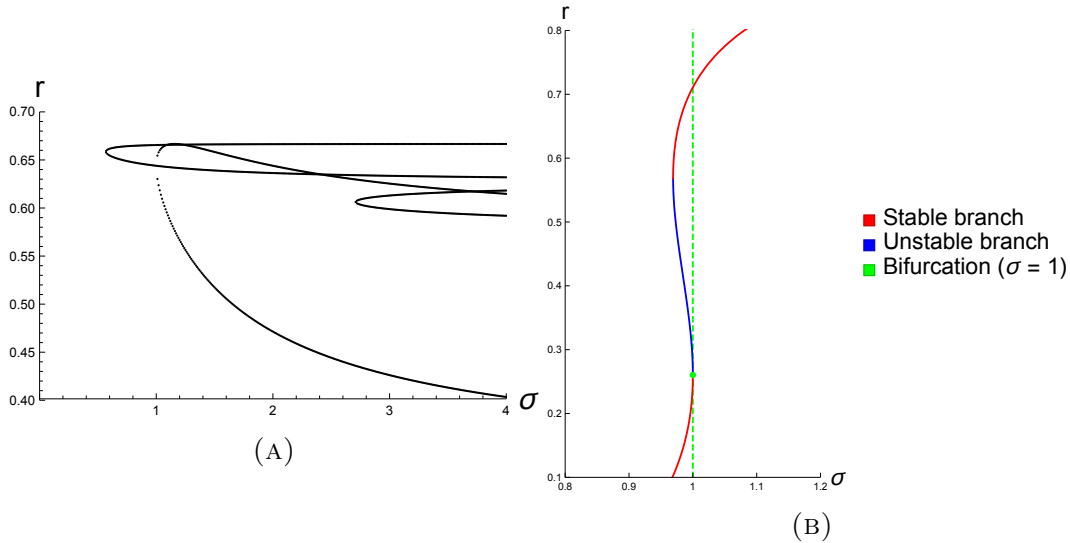 r
0.70
0.65
0.60
0.55
0.50
0.45
0.40
1 2 3 4 σ
(A)
r
0.8
0.7
0.6
0.5
0.4
0.3
0.2
0.1
0.8 0.9 1 1.1 1.2 σ
(B)
Stable branch
Unstable branch
Bifurcation (σ = 1)